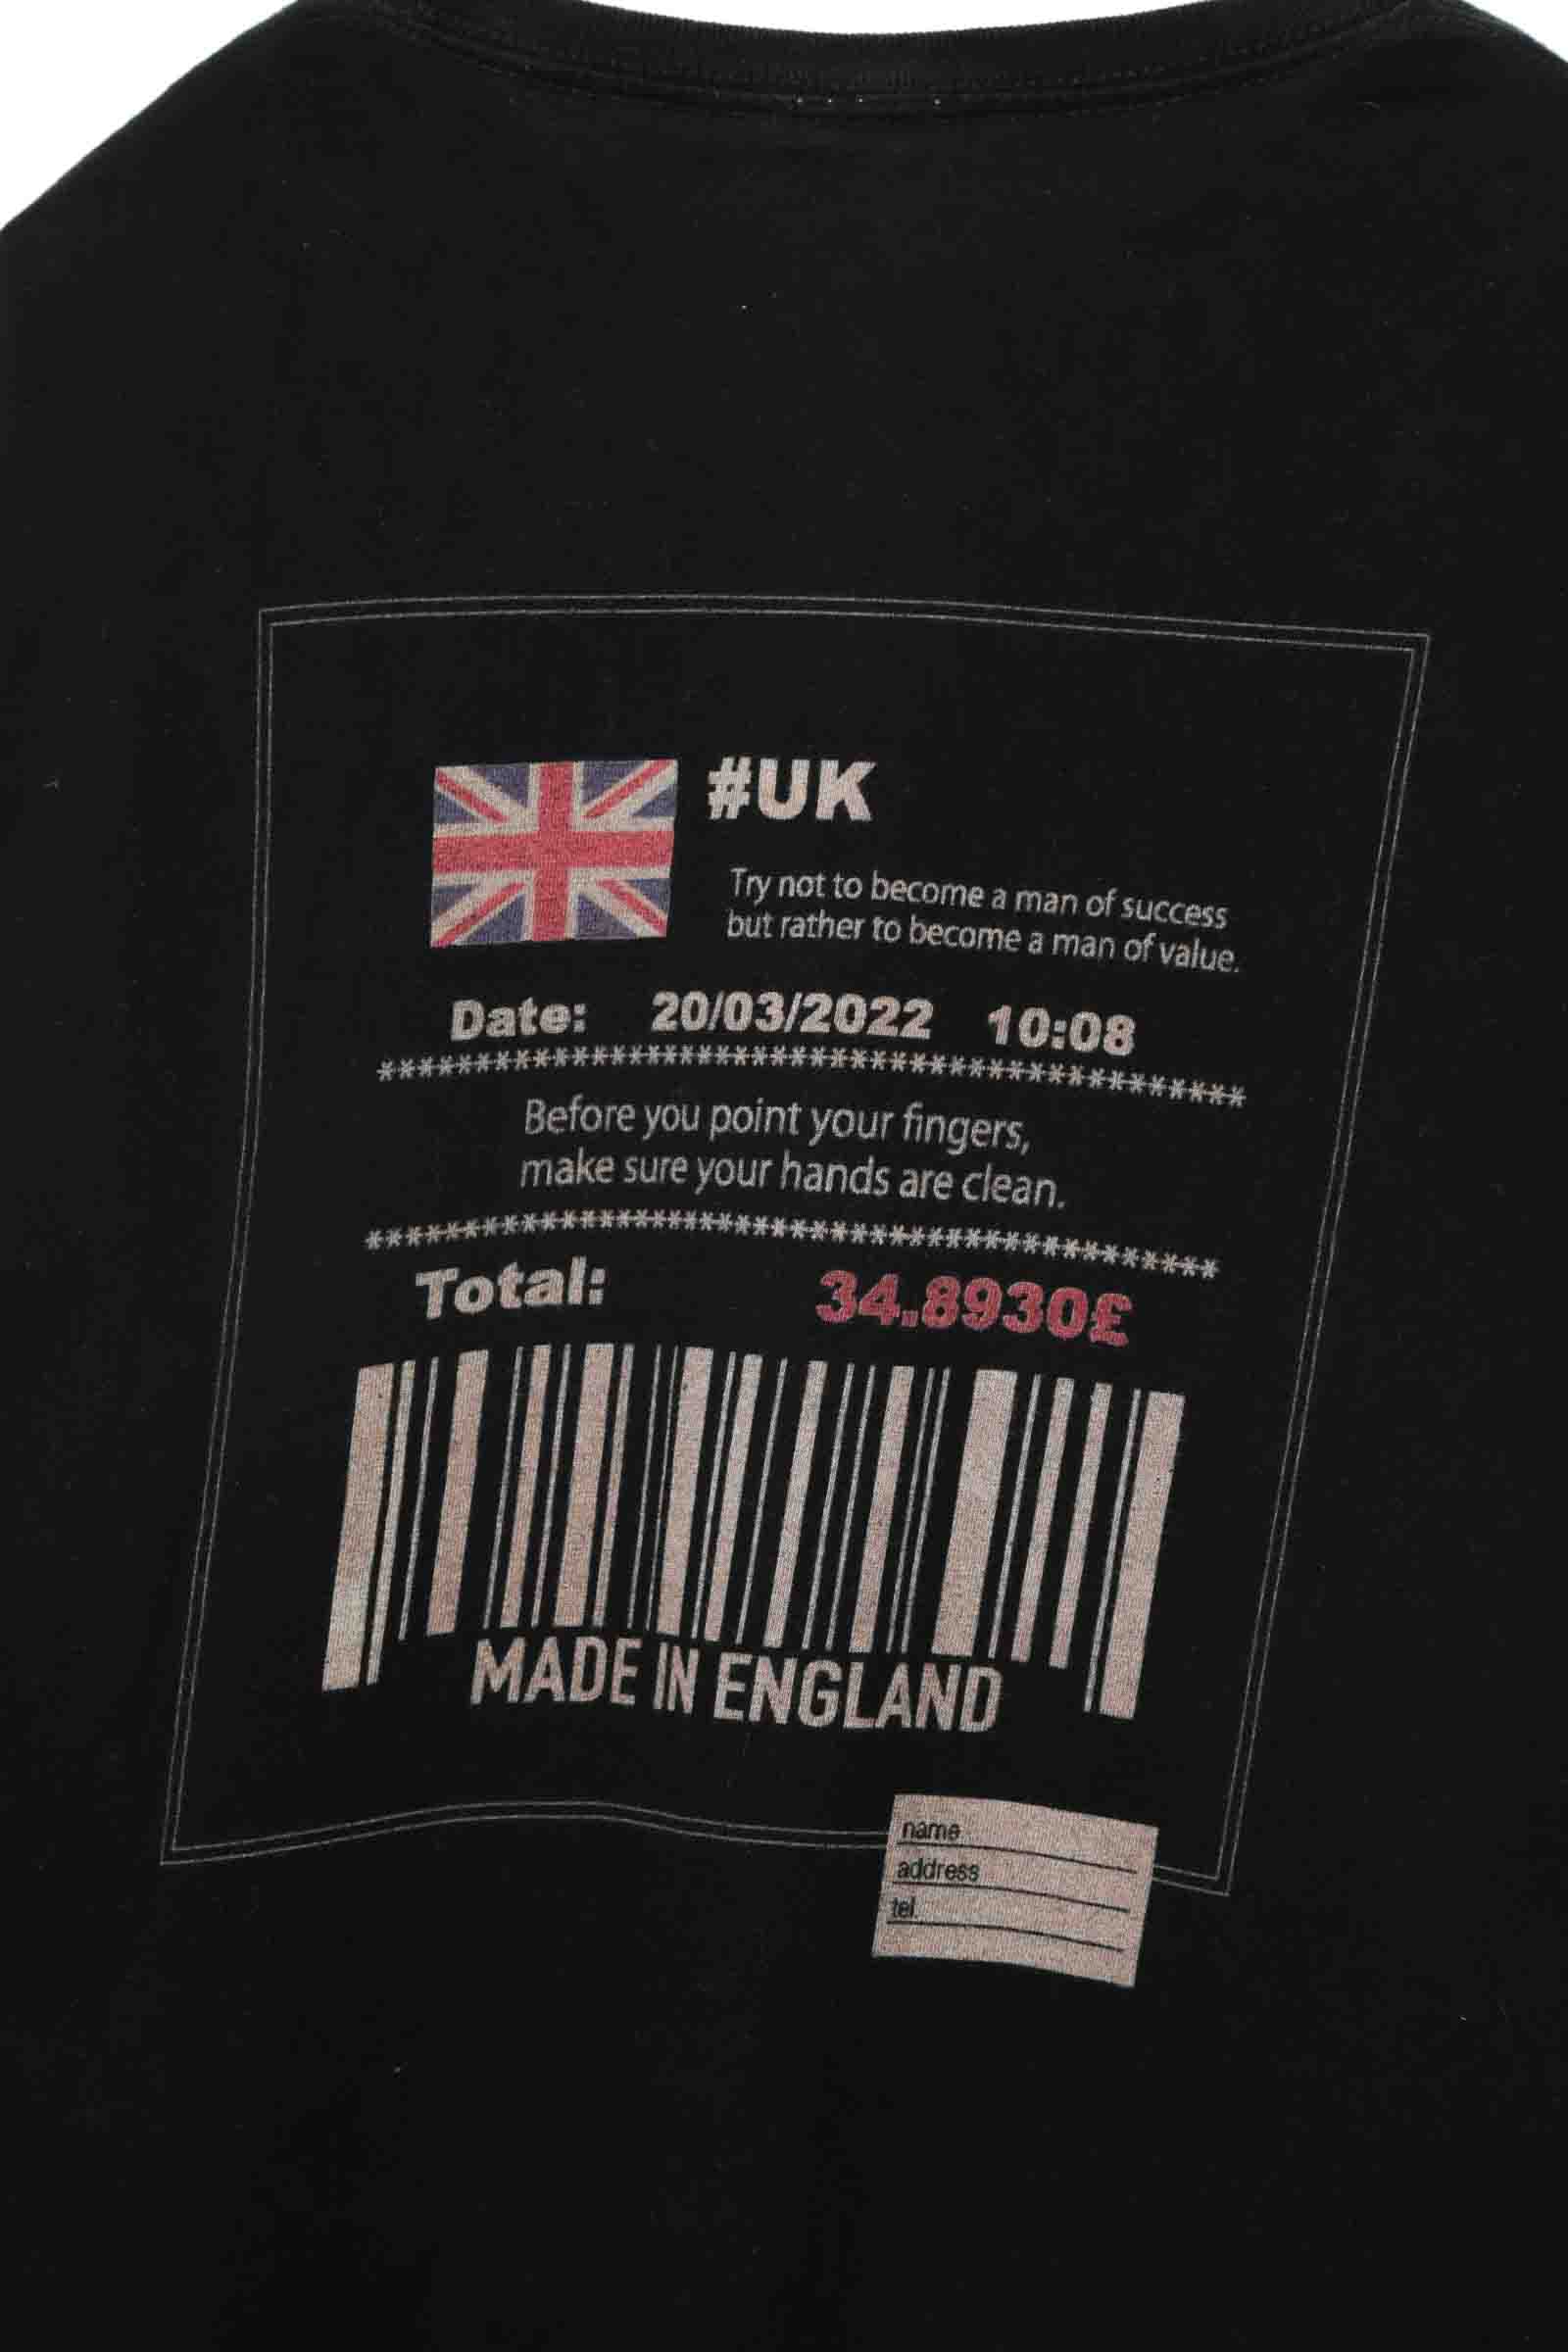 #UK
Try not to become a man of success
but rather to become a man of value.
Date: 20/03/2022 10:08
*************************************************
Before you point your fingers,
make sure your hands are clean.
*************************************************
Total: 34.8930£
MADE IN ENGLAND
name
address
tel.